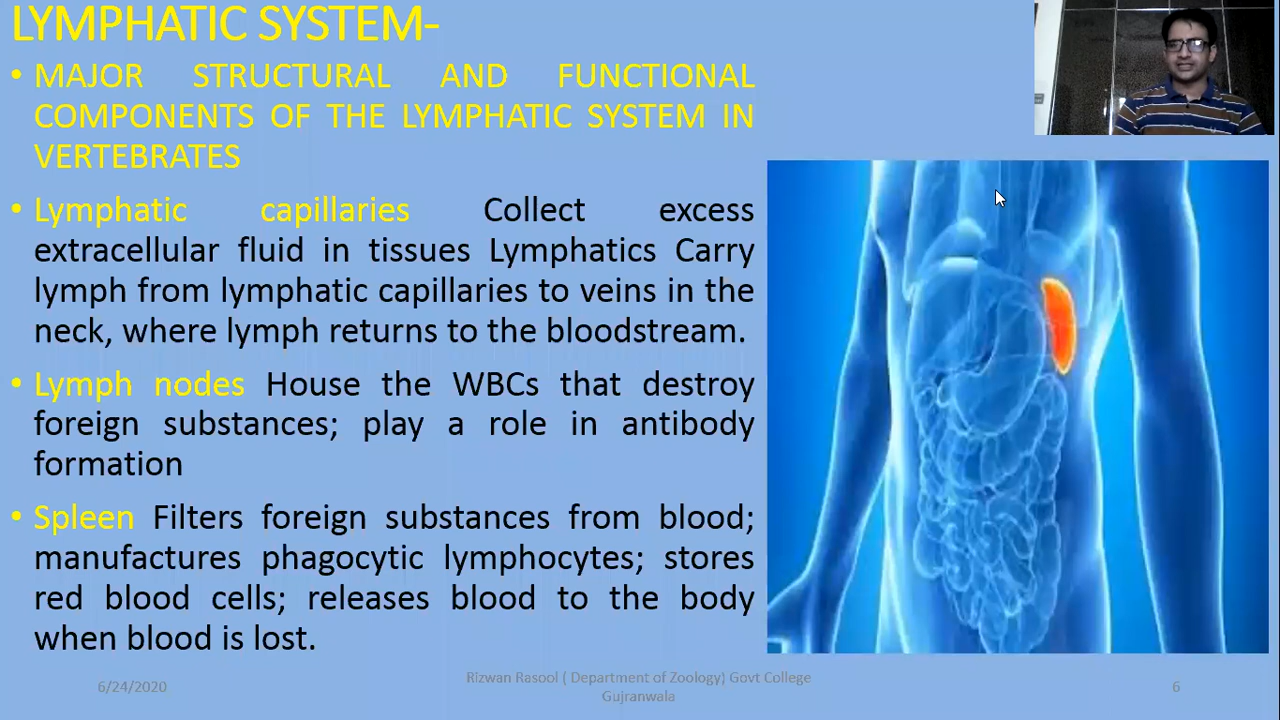 LYMPHATIC SYSTEM-
• MAJOR STRUCTURAL AND FUNCTIONAL
COMPONENTS OF THE LYMPHATIC SYSTEM IN
VERTEBRATES
• Lymphatic capillaries Collect excess
extracellular fluid in tissues Lymphatics Carry
lymph from lymphatic capillaries to veins in the
neck, where lymph returns to the bloodstream.
• Lymph nodes House the WBCs that destroy
foreign substances; play a role in antibody
formation
• Spleen Filters foreign substances from blood;
manufactures phagocytic lymphocytes; stores
red blood cells; releases blood to the body
when blood is lost.
6/24/2020
Rizwan Rasool ( Department of Zoology) Govt College
Gujranwala
6